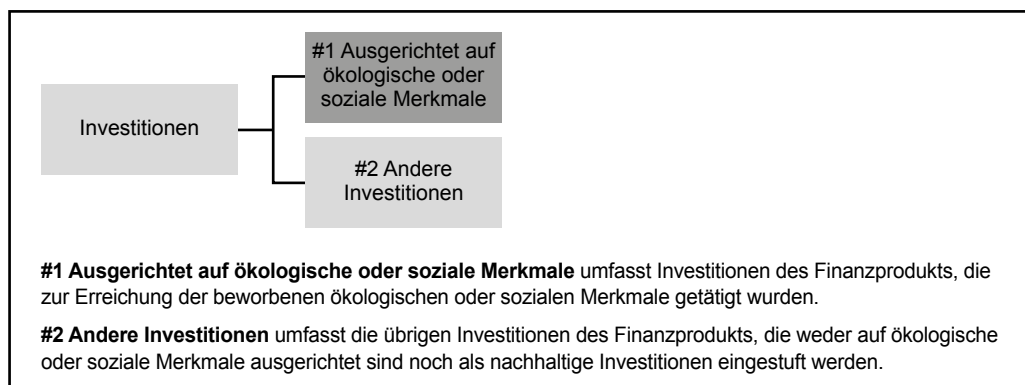 #1 Ausgerichtet auf
ökologische oder
soziale Merkmale
Investitionen
#2 Andere
Investitionen
#1 Ausgerichtet auf ökologische oder soziale Merkmale umfasst Investitionen des Finanzprodukts, die
zur Erreichung der beworbenen ökologischen oder sozialen Merkmale getätigt wurden.
#2 Andere Investitionen umfasst die übrigen Investitionen des Finanzprodukts, die weder auf ökologische
oder soziale Merkmale ausgerichtet sind noch als nachhaltige Investitionen eingestuft werden.